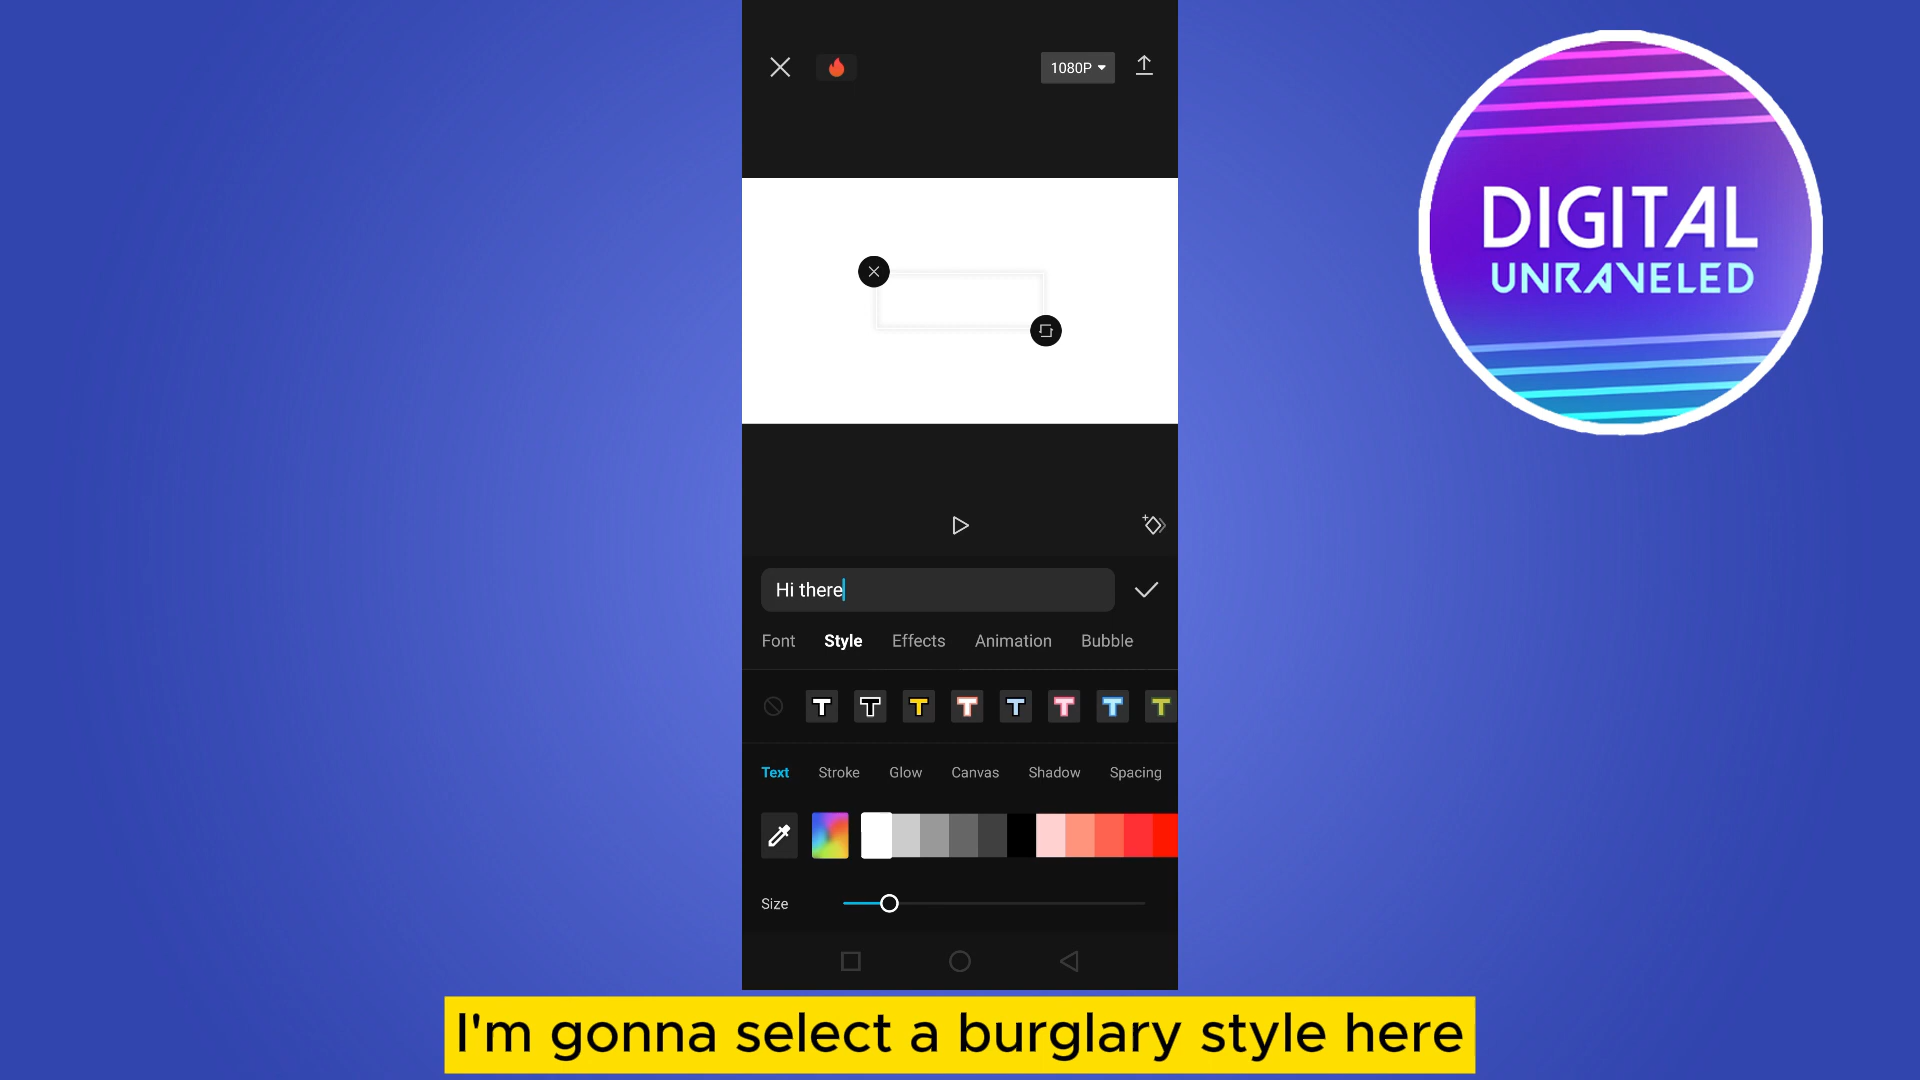 1080P
DIGITAL
UNRAVELED
Hi there
Font Style Effects Animation Bubble
T T T T T T T T
Text Stroke Glow Canvas Shadow Spacing
Size
I'm gonna select a burglary style here